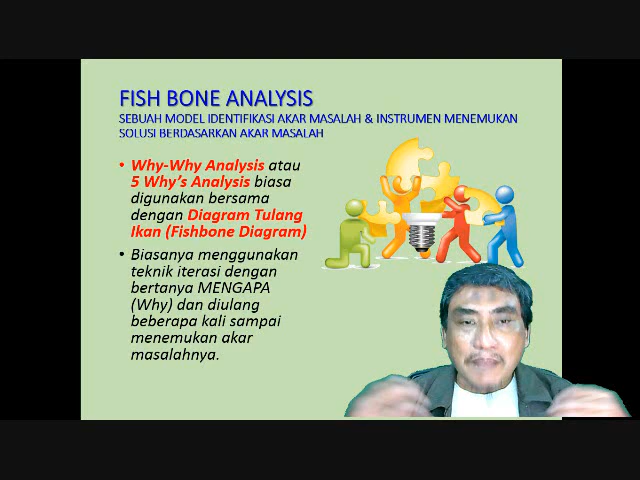 FISH BONE ANALYSIS
SEBUAH MODEL IDENTIFIKASI AKAR MASALAH & INSTRUMEN MENEMUKAN
SOLUSI BERDASARKAN AKAR MASALAH
• Why-Why Analysis atau
5 Why's Analysis biasa
digunakan bersama
dengan Diagram Tulang
Ikan (Fishbone Diagram)
• Biasanya menggunakan
teknik iterasi dengan
bertanya MENGAPA
(Why) dan diulang
beberapa kali sampai
menemukan akar
masalahnya.